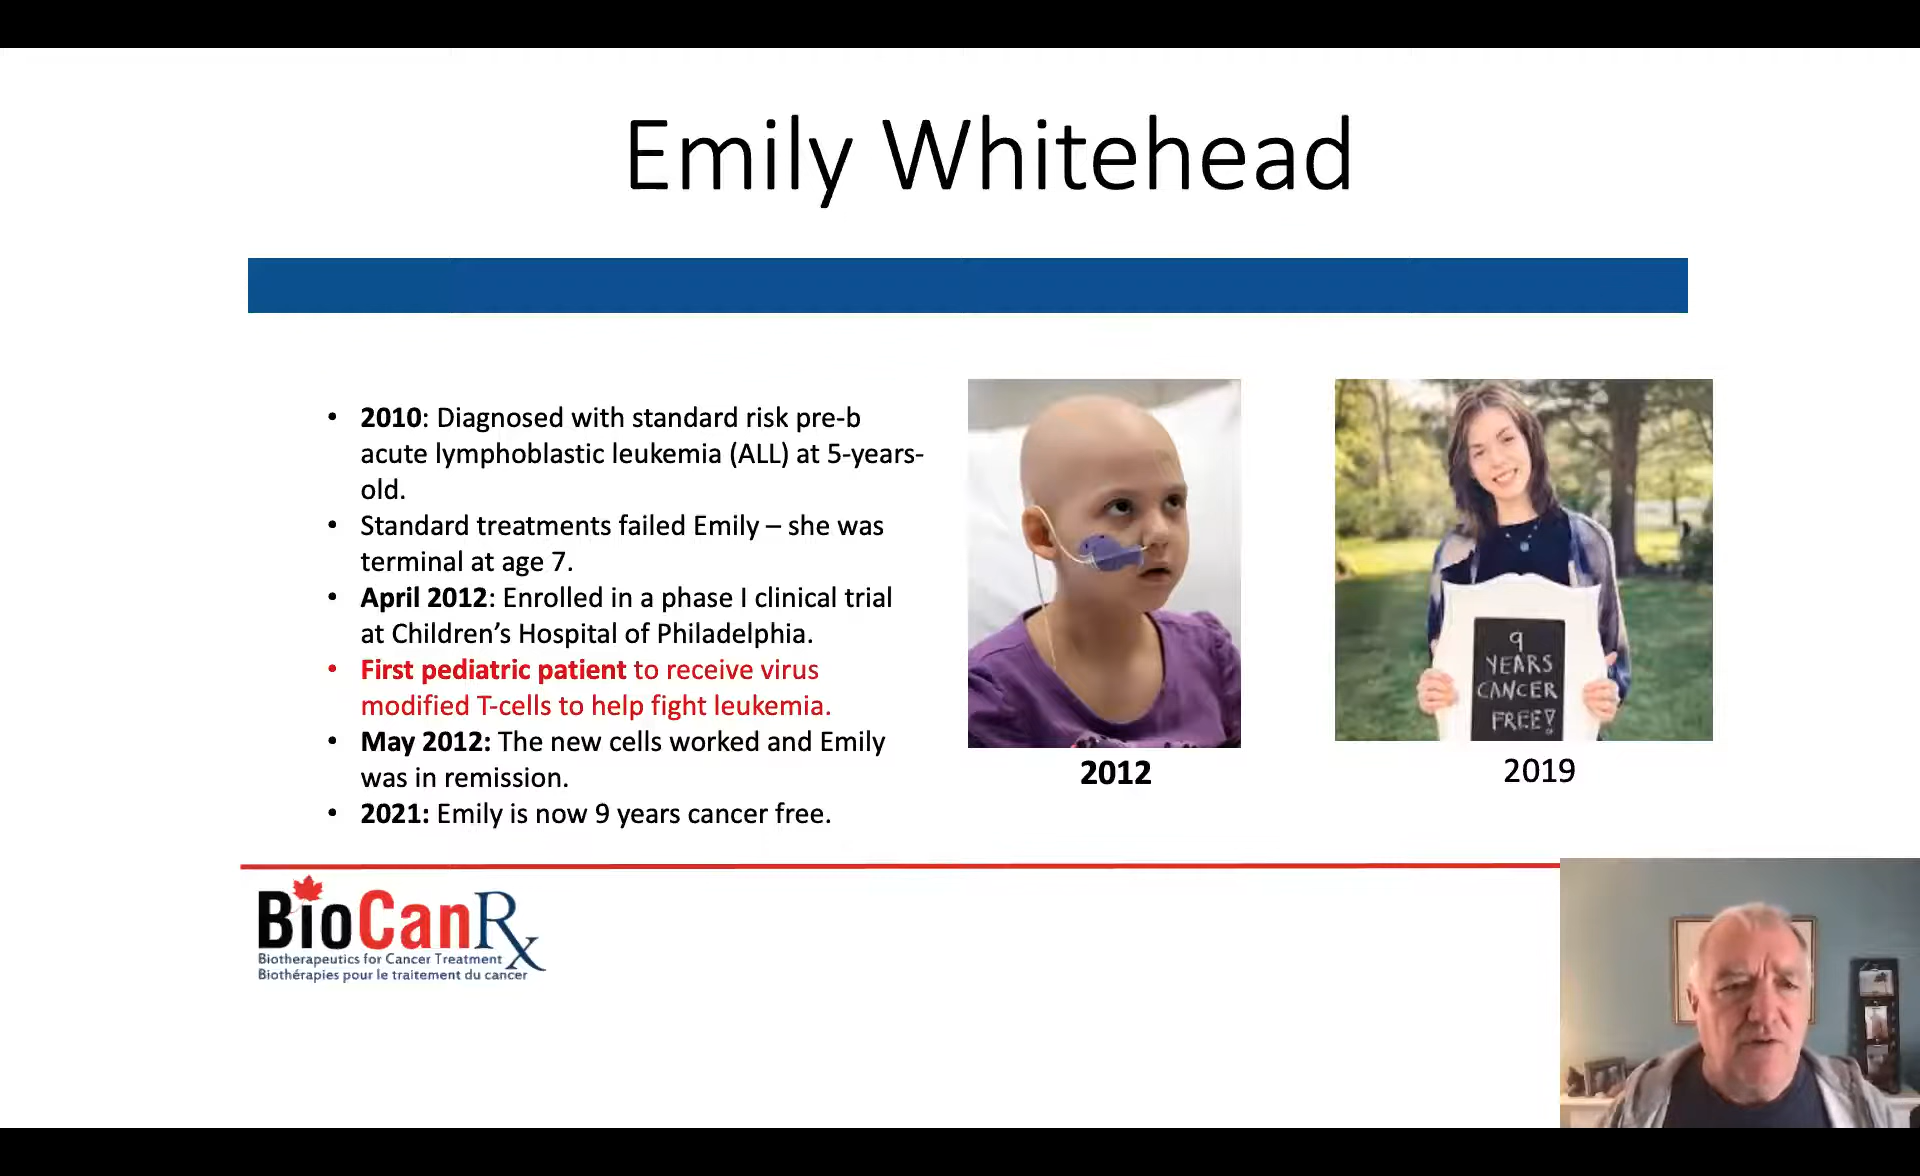 Emily Whitehead
• 2010: Diagnosed with standard risk pre-b
acute lymphoblastic leukemia (ALL) at 5-years-
old.
• Standard treatments failed Emily – she was
terminal at age 7.
• April 2012: Enrolled in a phase I clinical trial
at Children’s Hospital of Philadelphia.
• First pediatric patient to receive virus
modified T-cells to help fight leukemia.
• May 2012: The new cells worked and Emily
was in remission.
• 2021: Emily is now 9 years cancer free.
2012
9
YEARS
CANCER
FREE!
2019
BioCanRx
Biotherapeutics for Cancer Treatment
Biothérapies pour le traitement du cancer